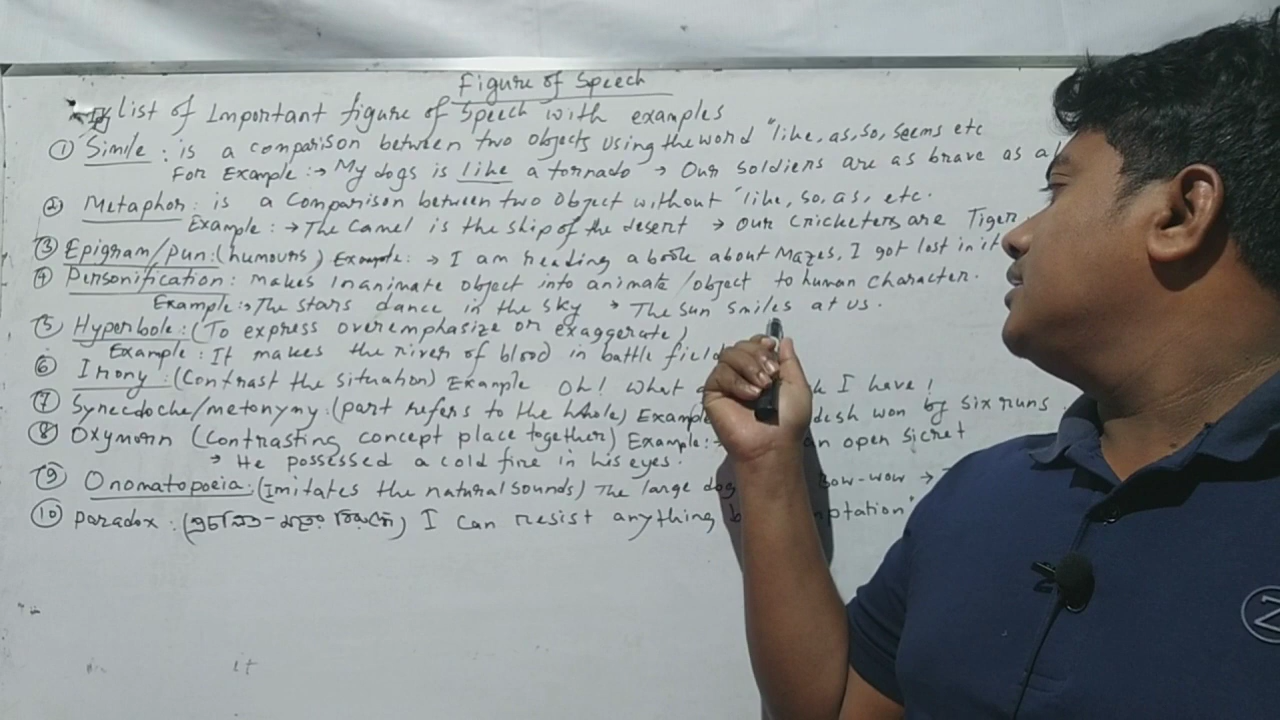 Figure of Speech
list of Important figure of Speech with examples
① Simile : is a comparison between two objects using the word "like, as, so, seems etc
For Example :→ My dogs is like a tornado → Our soldiers are as brave as a
② Metaphor : is a Comparison between two Object without "like, so, as, etc.
Example : → The Camel is the ship of the desert → our Cricketers are Tiger.
③ Epigram/pun : (humours) Example: → I am reading a book about Mazes, I got lost in it
④ Personification : makes inanimate object into animate /object to human character.
Example :→ The stars dance in the sky → The sun smiles at us.
⑤ Hyperbole : (To express overemphasize or exaggerate)
Example : It makes the river of blood in battle field
⑥ Irony : (Contrast the situation) Example Oh! What I have !
⑦ Synecdoche/metonymy : (part refers to the whole) Example desh won by six runs.
⑧ Oxymorn (Contrasting concept place together) Example :→ an open sicret
→ He possessed a cold fire in his eyes.
⑨ Onomatopoeia : (Imitates the natural sounds) The large dog Bow-wow →
⑩ paradox : ( ) I can resist anything
Z